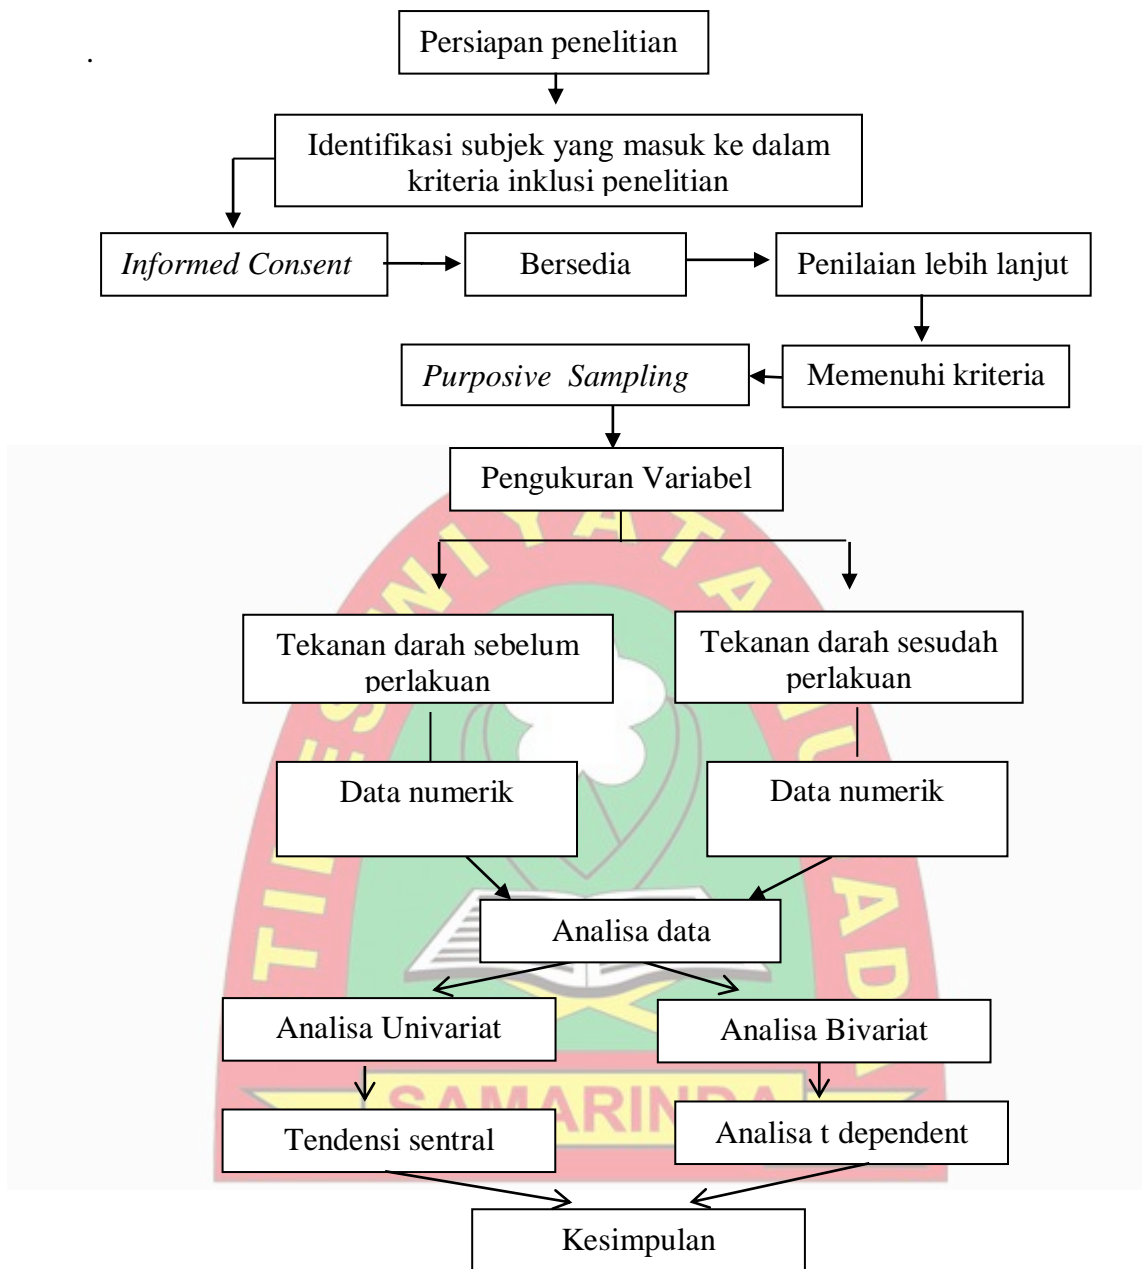 .
Persiapan penelitian
Identifikasi subjek yang masuk ke dalam
kriteria inklusi penelitian
Informed Consent
Bersedia
Penilaian lebih lanjut
Purposive Sampling
Memenuhi kriteria
Pengukuran Variabel
Tekanan darah sebelum
perlakuan
Tekanan darah sesudah
perlakuan
Data numerik
Data numerik
Analisa data
Analisa Univariat
Analisa Bivariat
Tendensi sentral
Analisa t dependent
Kesimpulan
SAMARINDA